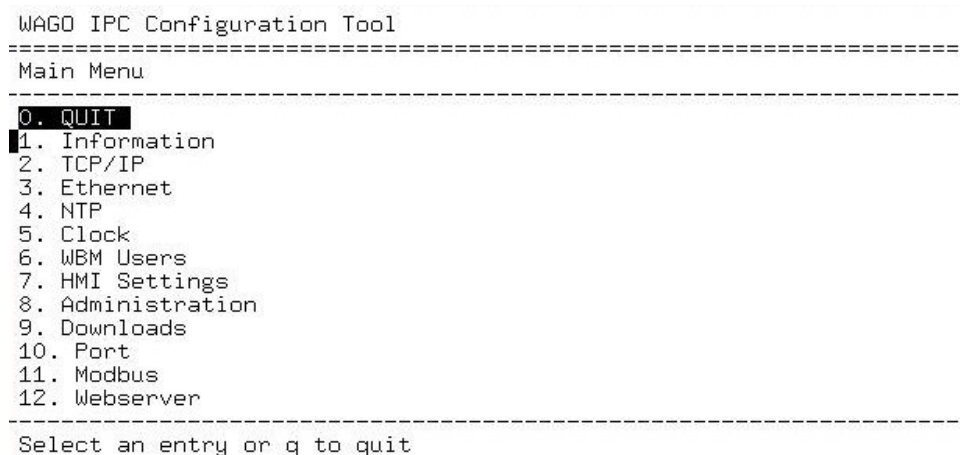 WAGO IPC Configuration Tool
Main Menu
0. QUIT
1. Information
2. TCP/IP
3. Ethernet
4. NTP
5. Clock
6. WBM Users
7. HMI Settings
8. Administration
9. Downloads
10. Port
11. Modbus
12. Webserver
Select an entry or q to quit